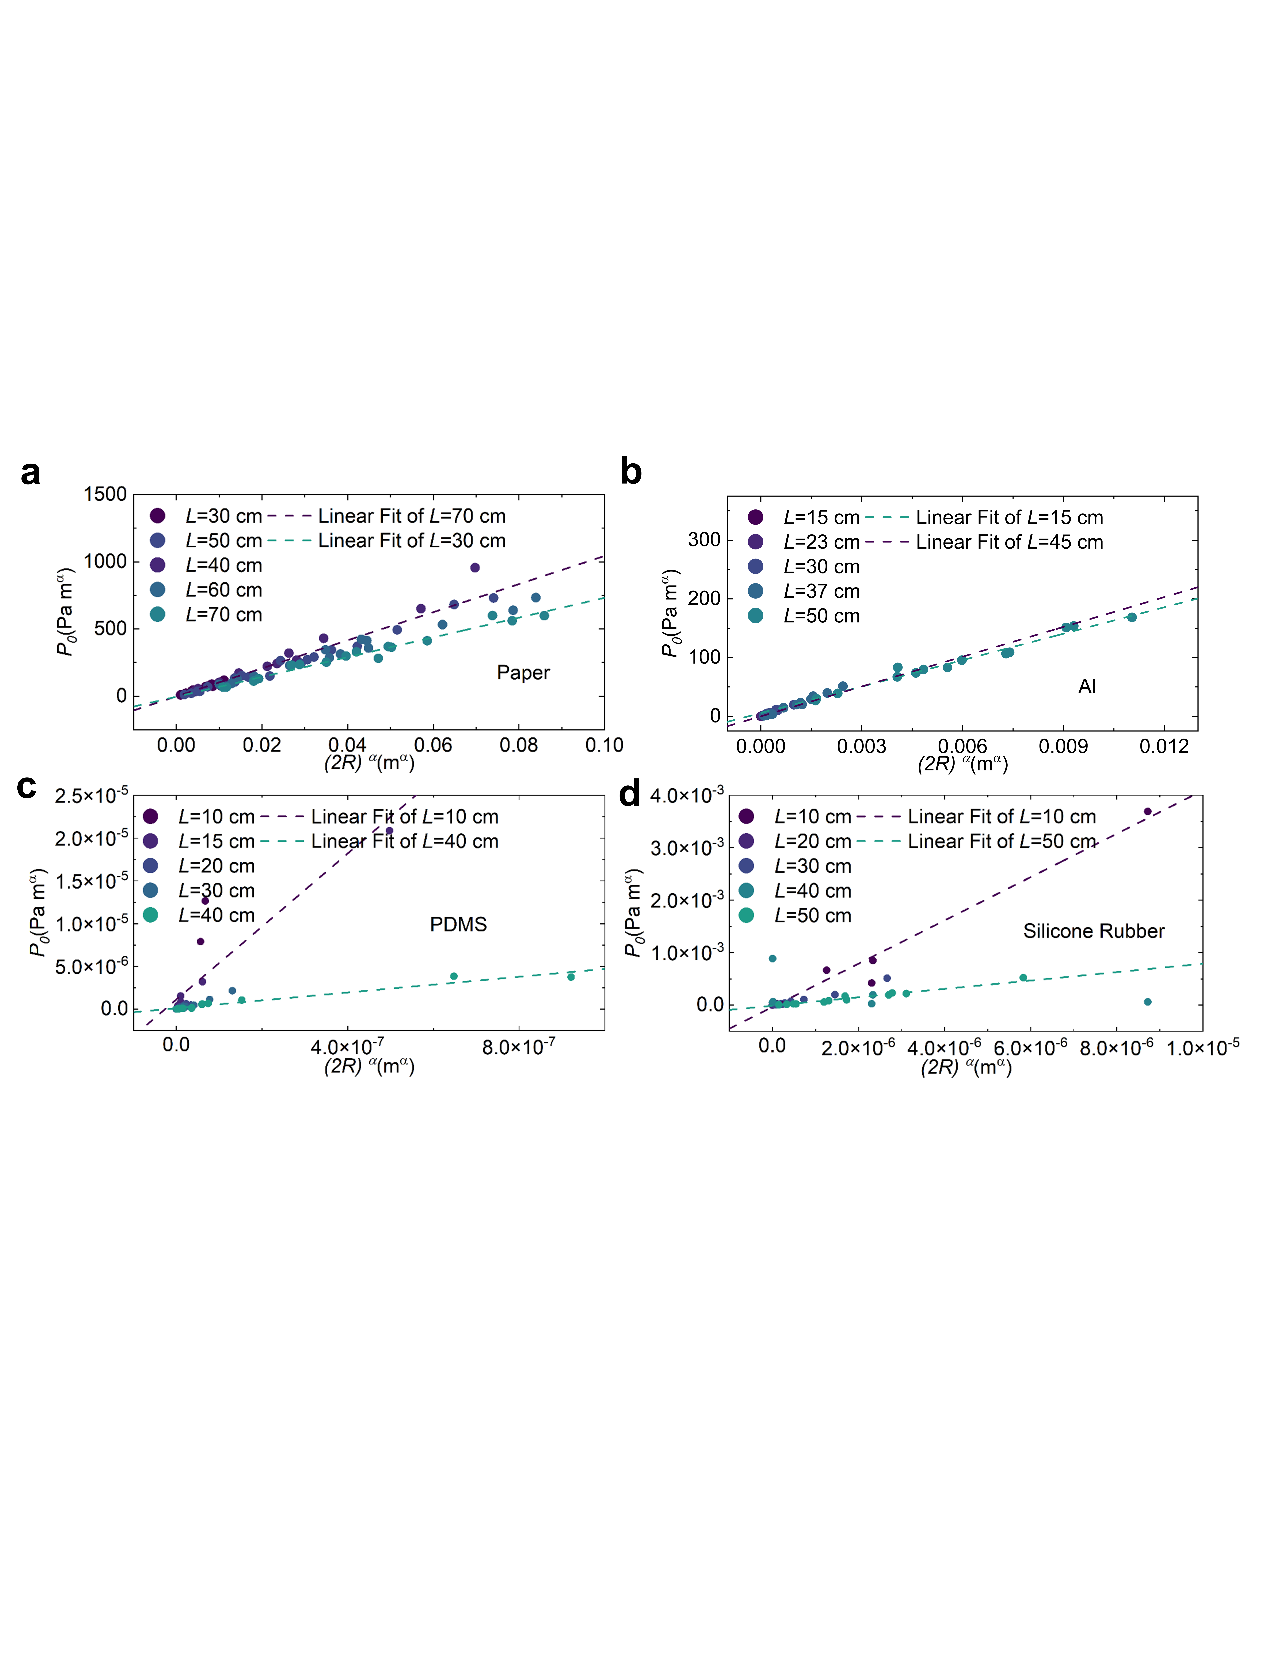 a
1500
1000
500
0
P₀(Pa mᵅ)
L=30 cm
L=50 cm
L=40 cm
L=60 cm
L=70 cm
Linear Fit of L=70 cm
Linear Fit of L=30 cm
Paper
0.00 0.02 0.04 0.06 0.08 0.10
(2R) ᵅ(mᵅ)
b
300
200
100
0
P₀(Pa mᵅ)
L=15 cm
L=23 cm
L=30 cm
L=37 cm
L=50 cm
Linear Fit of L=15 cm
Linear Fit of L=45 cm
Al
0.000 0.003 0.006 0.009 0.012
(2R) ᵅ(mᵅ)
c
2.5×10⁻⁵
2.0×10⁻⁵
1.5×10⁻⁵
1.0×10⁻⁵
5.0×10⁻⁶
0.0
P₀(Pa mᵅ)
L=10 cm
L=15 cm
L=20 cm
L=30 cm
L=40 cm
Linear Fit of L=10 cm
Linear Fit of L=40 cm
PDMS
0.0 4.0×10⁻⁷ 8.0×10⁻⁷
(2R) ᵅ(mᵅ)
d
4.0×10⁻³
3.0×10⁻³
2.0×10⁻³
1.0×10⁻³
0.0
P₀(Pa mᵅ)
L=10 cm
L=20 cm
L=30 cm
L=40 cm
L=50 cm
Linear Fit of L=10 cm
Linear Fit of L=50 cm
Silicone Rubber
0.0 2.0×10⁻⁶ 4.0×10⁻⁶ 6.0×10⁻⁶ 8.0×10⁻⁶ 1.0×10⁻⁵
(2R) ᵅ(mᵅ)